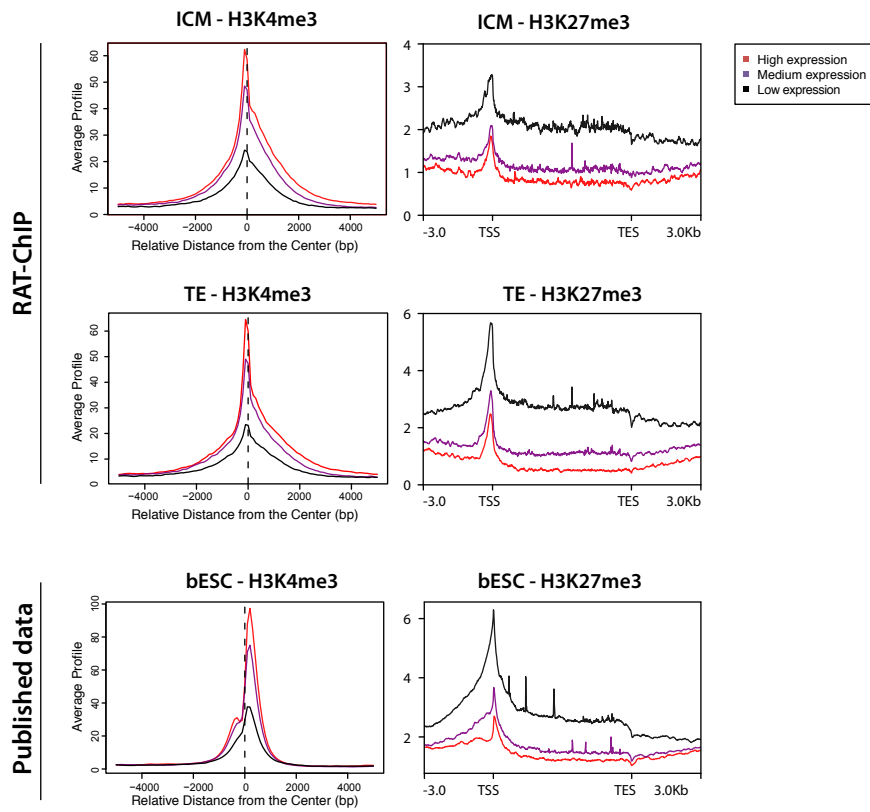 ICM - H3K4me3
ICM - H3K27me3
RAT-ChIP
Average Profile
0 10 20 30 40 50 60
−4000 −2000 0 2000 4000
Relative Distance from the Center (bp)
0 1 2 3 4
-3.0 TSS TES 3.0Kb
High expression
Medium expression
Low expression
TE - H3K4me3
TE - H3K27me3
Average Profile
0 10 20 30 40 50 60
−4000 −2000 0 2000 4000
Relative Distance from the Center (bp)
0 2 4 6
-3.0 TSS TES 3.0Kb
Published data
bESC - H3K4me3
bESC - H3K27me3
Average Profile
0 20 40 60 80 100
−4000 −2000 0 2000 4000
Relative Distance from the Center (bp)
2 4 6
-3.0 TSS TES 3.0Kb